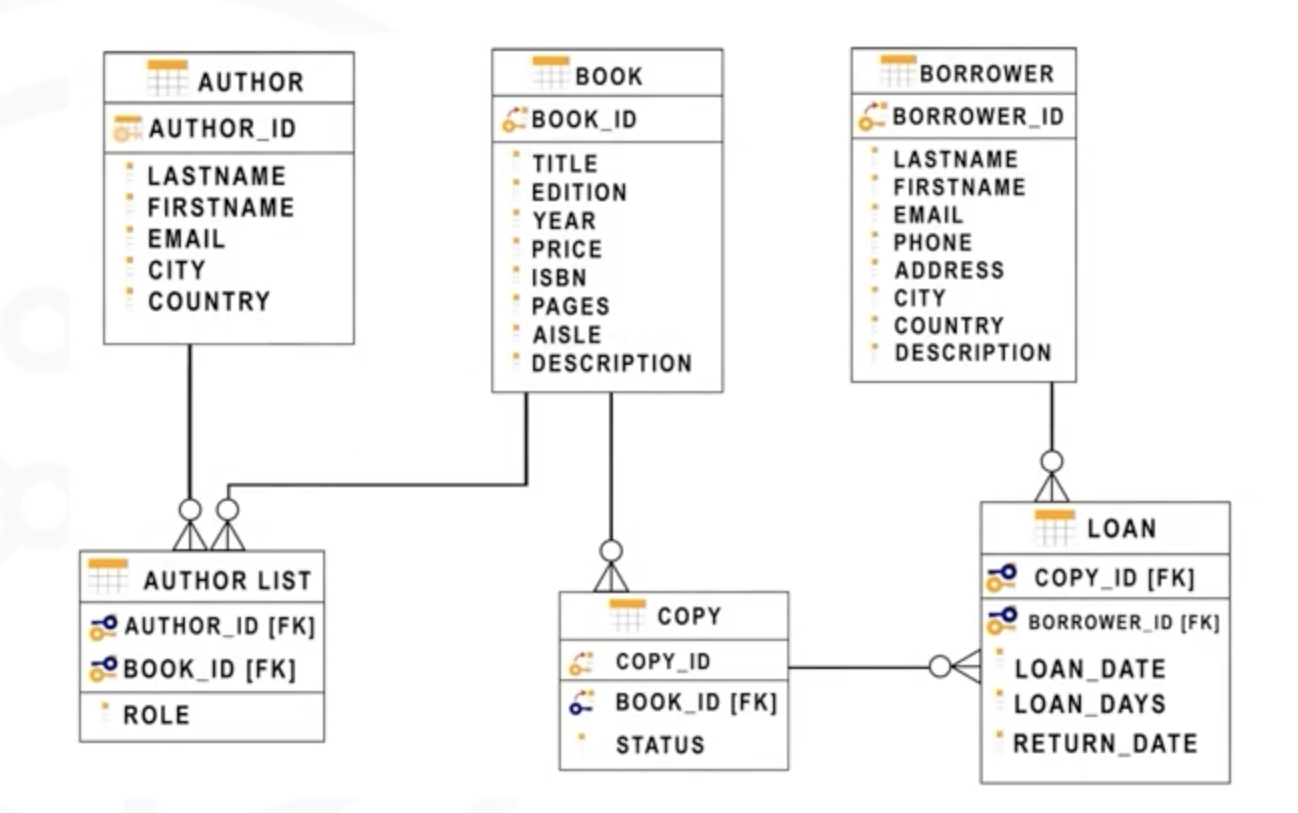 AUTHOR
AUTHOR_ID
LASTNAME
FIRSTNAME
EMAIL
CITY
COUNTRY
BOOK
BOOK_ID
TITLE
EDITION
YEAR
PRICE
ISBN
PAGES
AISLE
DESCRIPTION
BORROWER
BORROWER_ID
LASTNAME
FIRSTNAME
EMAIL
PHONE
ADDRESS
CITY
COUNTRY
DESCRIPTION
AUTHOR LIST
AUTHOR_ID [FK]
BOOK_ID [FK]
ROLE
COPY
COPY_ID
BOOK_ID [FK]
STATUS
LOAN
COPY_ID [FK]
BORROWER_ID [FK]
LOAN_DATE
LOAN_DAYS
RETURN_DATE